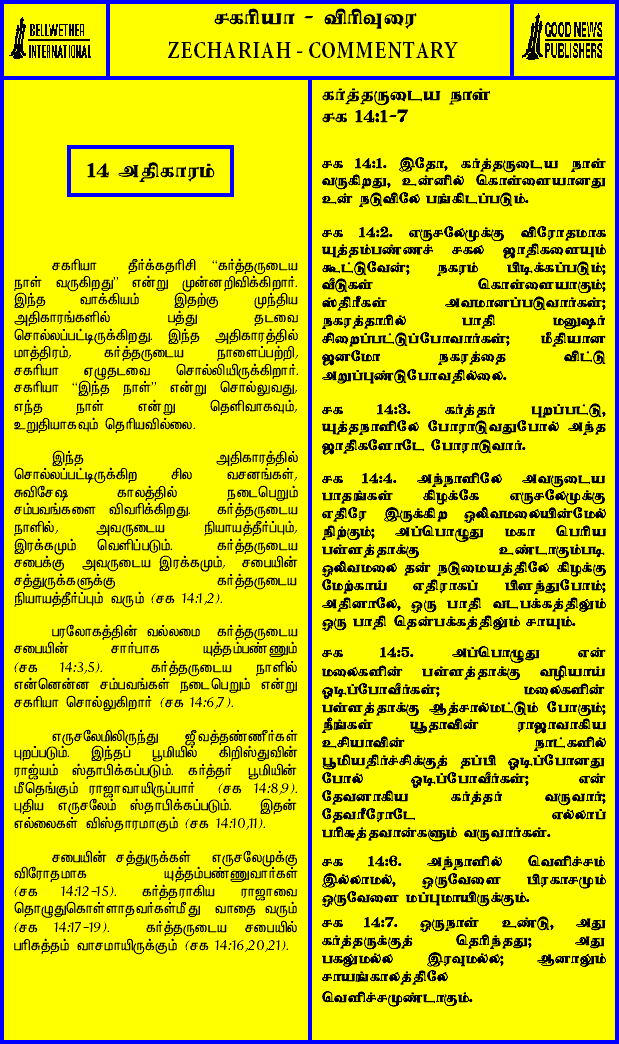 BELLWETHER
INTERNATIONAL
சகரியா - விரிவுரை
ZECHARIAH - COMMENTARY
GOOD NEWS
PUBLISHERS
14 அதிகாரம்
சகரியா தீர்க்கதரிசி “கர்த்தருடைய
நாள் வருகிறது” என்று முன்னறிவிக்கிறார்.
இந்த வாக்கியம் இதற்கு முந்திய
அதிகாரங்களில் பத்து தடவை
சொல்லப்பட்டிருக்கிறது. இந்த அதிகாரத்தில்
மாத்திரம், கர்த்தருடைய நாளைப்பற்றி,
சகரியா ஏழுதடவை சொல்லியிருக்கிறார்.
சகரியா “இந்த நாள்” என்று சொல்லுவது,
எந்த நாள் என்று தெளிவாகவும்,
உறுதியாகவும் தெரியவில்லை.
இந்த அதிகாரத்தில்
சொல்லப்பட்டிருக்கிற சில வசனங்கள்,
சுவிசேஷ காலத்தில் நடைபெறும்
சம்பவங்களை விவரிக்கிறது. கர்த்தருடைய
நாளில், அவருடைய நியாயத்தீர்ப்பும்,
இரக்கமும் வெளிப்படும். கர்த்தருடைய
சபைக்கு அவருடைய இரக்கமும், சபையின்
சத்துருக்களுக்கு கர்த்தருடைய
நியாயத்தீர்ப்பும் வரும் (சக 14:1,2).
பரலோகத்தின் வல்லமை கர்த்தருடைய
சபையின் சார்பாக யுத்தம்பண்ணும்
(சக 14:3,5). கர்த்தருடைய நாளில்
என்னென்ன சம்பவங்கள் நடைபெறும் என்று
சகரியா சொல்லுகிறார் (சக 14:6,7).
எருசலேமிலிருந்து ஜீவத்தண்ணீர்கள்
புறப்படும். இந்தப் பூமியில் கிறிஸ்துவின்
ராஜ்யம் ஸ்தாபிக்கப்படும். கர்த்தர் பூமியின்
மீதெங்கும் ராஜாவாயிருப்பார் (சக 14:8,9).
புதிய எருசலேம் ஸ்தாபிக்கப்படும். இதன்
எல்லைகள் விஸ்தாரமாகும் (சக 14:10,11).
சபையின் சத்துருக்கள் எருசலேமுக்கு
விரோதமாக யுத்தம்பண்ணுவார்கள்
(சக 14:12-15). கர்த்தராகிய ராஜாவை
தொழுதுகொள்ளாதவர்கள்மீது வாதை வரும்
(சக 14:17-19). கர்த்தருடைய சபையில்
பரிசுத்தம் வாசமாயிருக்கும் (சக 14:16,20,21).
கர்த்தருடைய நாள்
சக 14:1-7
சக 14:1. இதோ, கர்த்தருடைய நாள்
வருகிறது, உன்னில் கொள்ளையானது
உன் நடுவிலே பங்கிடப்படும்.
சக 14:2. எருசலேமுக்கு விரோதமாக
யுத்தம்பண்ணச் சகல ஜாதிகளையும்
கூட்டுவேன்; நகரம் பிடிக்கப்படும்;
வீடுகள் கொள்ளையாகும்;
ஸ்திரீகள் அவமானப்படுவார்கள்;
நகரத்தாரில் பாதி மனுஷர்
சிறைப்பட்டுப்போவார்கள்; மீதியான
ஜனமோ நகரத்தை விட்டு
அறுப்புண்டுபோவதில்லை.
சக 14:3. கர்த்தர் புறப்பட்டு,
யுத்தநாளிலே போராடுவதுபோல் அந்த
ஜாதிகளோடே போராடுவார்.
சக 14:4. அந்நாளிலே அவருடைய
பாதங்கள் கிழக்கே எருசலேமுக்கு
எதிரே இருக்கிற ஒலிவமலையின்மேல்
நிற்கும்; அப்பொழுது மகா பெரிய
பள்ளத்தாக்கு உண்டாகும்படி
ஒலிவமலை தன் நடுமையத்திலே கிழக்கு
மேற்காய் எதிராகப் பிளந்துபோம்;
அதினாலே, ஒரு பாதி வடபக்கத்திலும்
ஒரு பாதி தென்பக்கத்திலும் சாயும்.
சக 14:5. அப்பொழுது என்
மலைகளின் பள்ளத்தாக்கு வழியாய்
ஓடிப்போவீர்கள்; மலைகளின்
பள்ளத்தாக்கு ஆத்சால்மட்டும் போகும்;
நீங்கள் யூதாவின் ராஜாவாகிய
உசியாவின் நாட்களில்
பூமியதிர்ச்சிக்குத் தப்பி ஓடிப்போனது
போல் ஓடிப்போவீர்கள்; என்
தேவனாகிய கர்த்தர் வருவார்;
தேவரீரோடே எல்லாப்
பரிசுத்தவான்களும் வருவார்கள்.
சக 14:6. அந்நாளில் வெளிச்சம்
இல்லாமல், ஒருவேளை பிரகாசமும்
ஒருவேளை மப்புமாயிருக்கும்.
சக 14:7. ஒருநாள் உண்டு, அது
கர்த்தருக்குத் தெரிந்தது; அது
பகலுமல்ல இரவுமல்ல; ஆனாலும்
சாயங்காலத்திலே
வெளிச்சமுண்டாகும்.